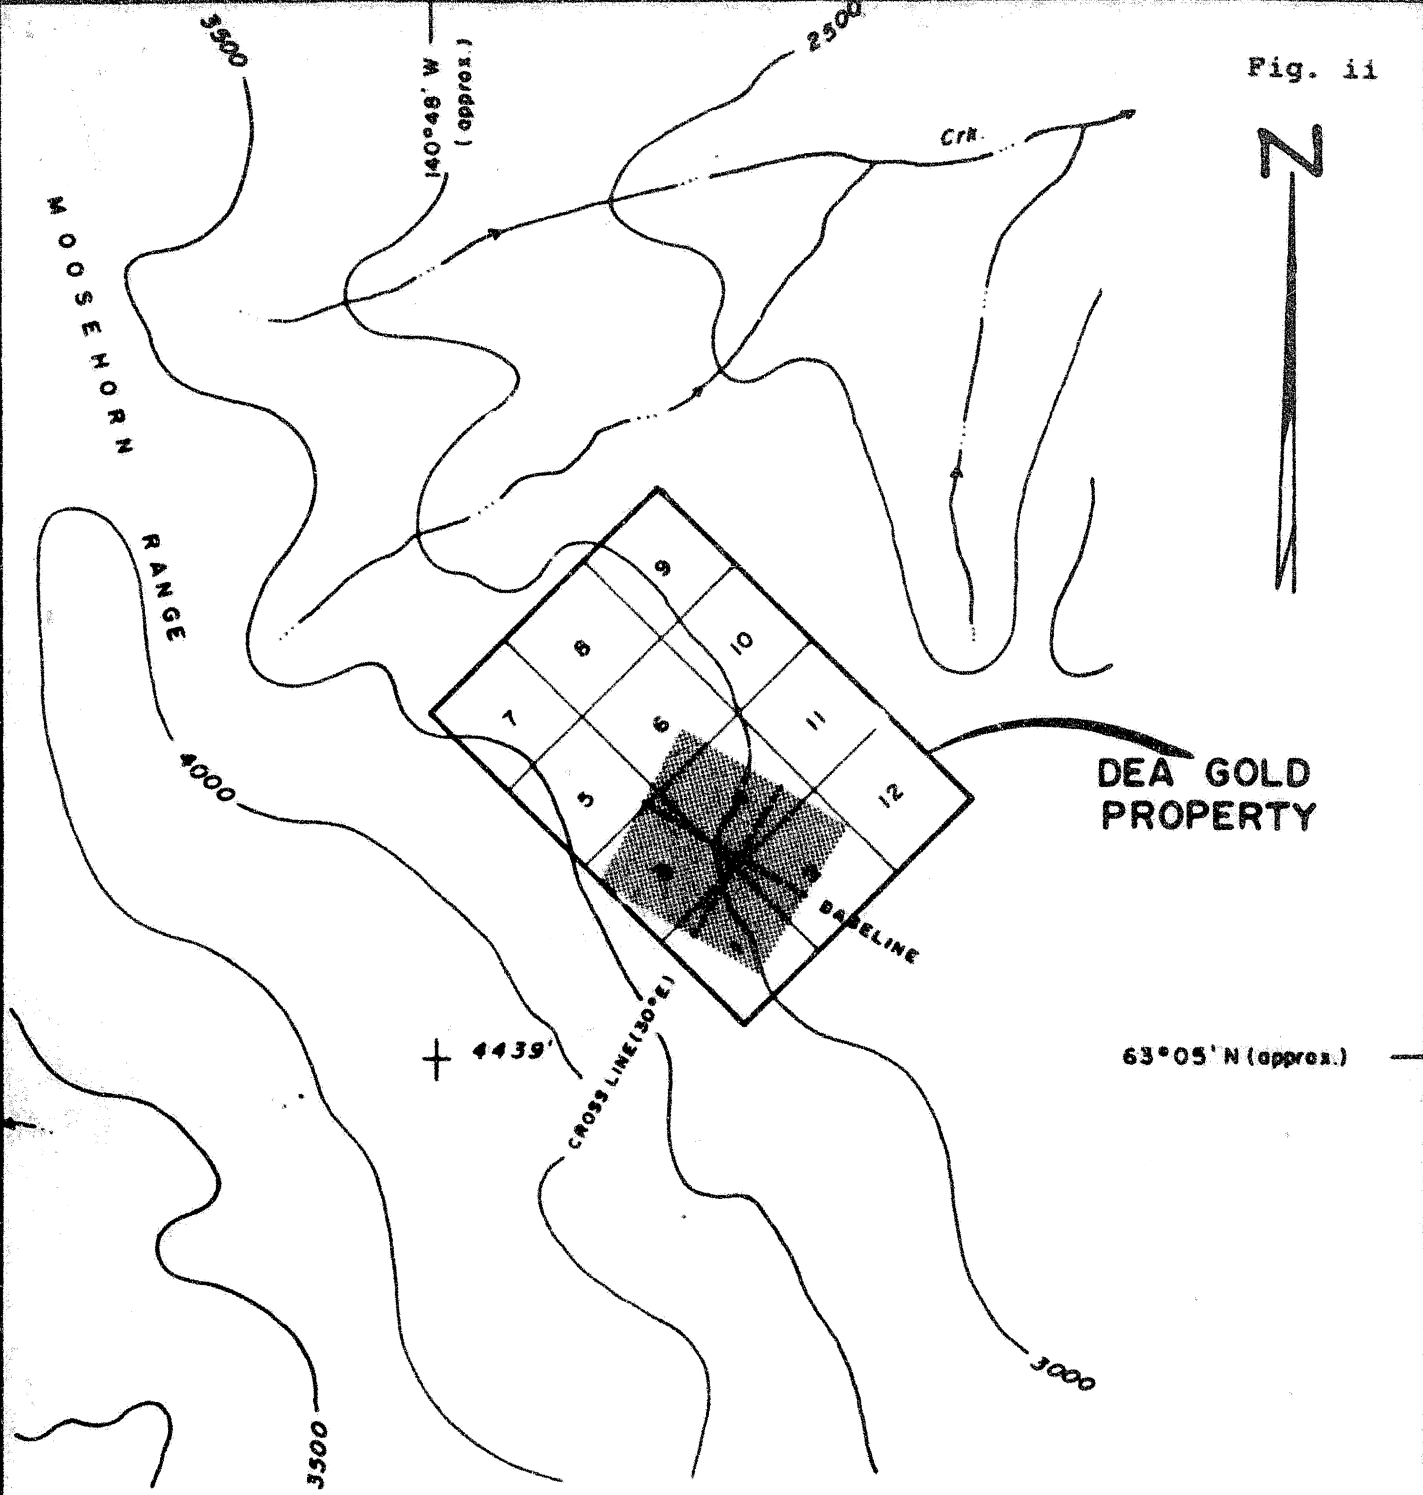 3500
140°48' W
(approx.)
2500
Fig. ii
N
Crk.
MOOSEHORN
RANGE
9
8
10
7
6
11
5
12
4000
DEA GOLD
PROPERTY
BASELINE
CROSS LINE(30°E)
4439'
63°05' N (approx.)
3000
3500